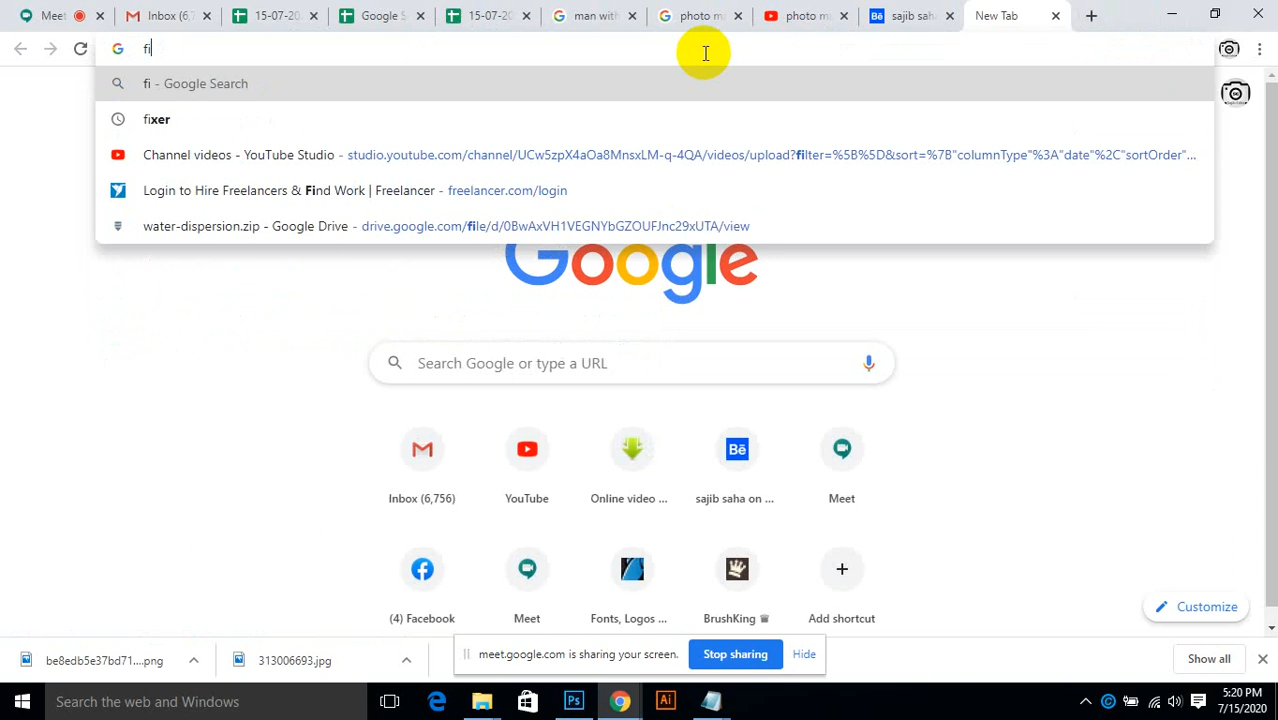 Meet
Inbox (6,7
15-07-20
Google S
15-07-20
man with
photo m
photo m
sajib sah
New Tab
fi
fi - Google Search
fixer
Channel videos - YouTube Studio - studio.youtube.com/channel/UCw5zpX4aOa8MnsxLM-q-4QA/videos/upload?filter=%5B%5D&sort=%7B"columnType"%3A"date"%2C"sortOrder"...
Login to Hire Freelancers & Find Work | Freelancer - freelancer.com/login
water-dispersion.zip - Google Drive - drive.google.com/file/d/0BwAxVH1VEGNYbGZOUFJnc29xUTA/view
Google
Search Google or type a URL
Inbox (6,756)
YouTube
Online video ...
sajib saha on ...
Meet
(4) Facebook
Meet
Fonts, Logos ...
BrushKing ♕
Add shortcut
Customize
meet.google.com is sharing your screen.
Stop sharing
Hide
313006693.jpg
Show all
Search the web and Windows
5:20 PM
7/15/2020